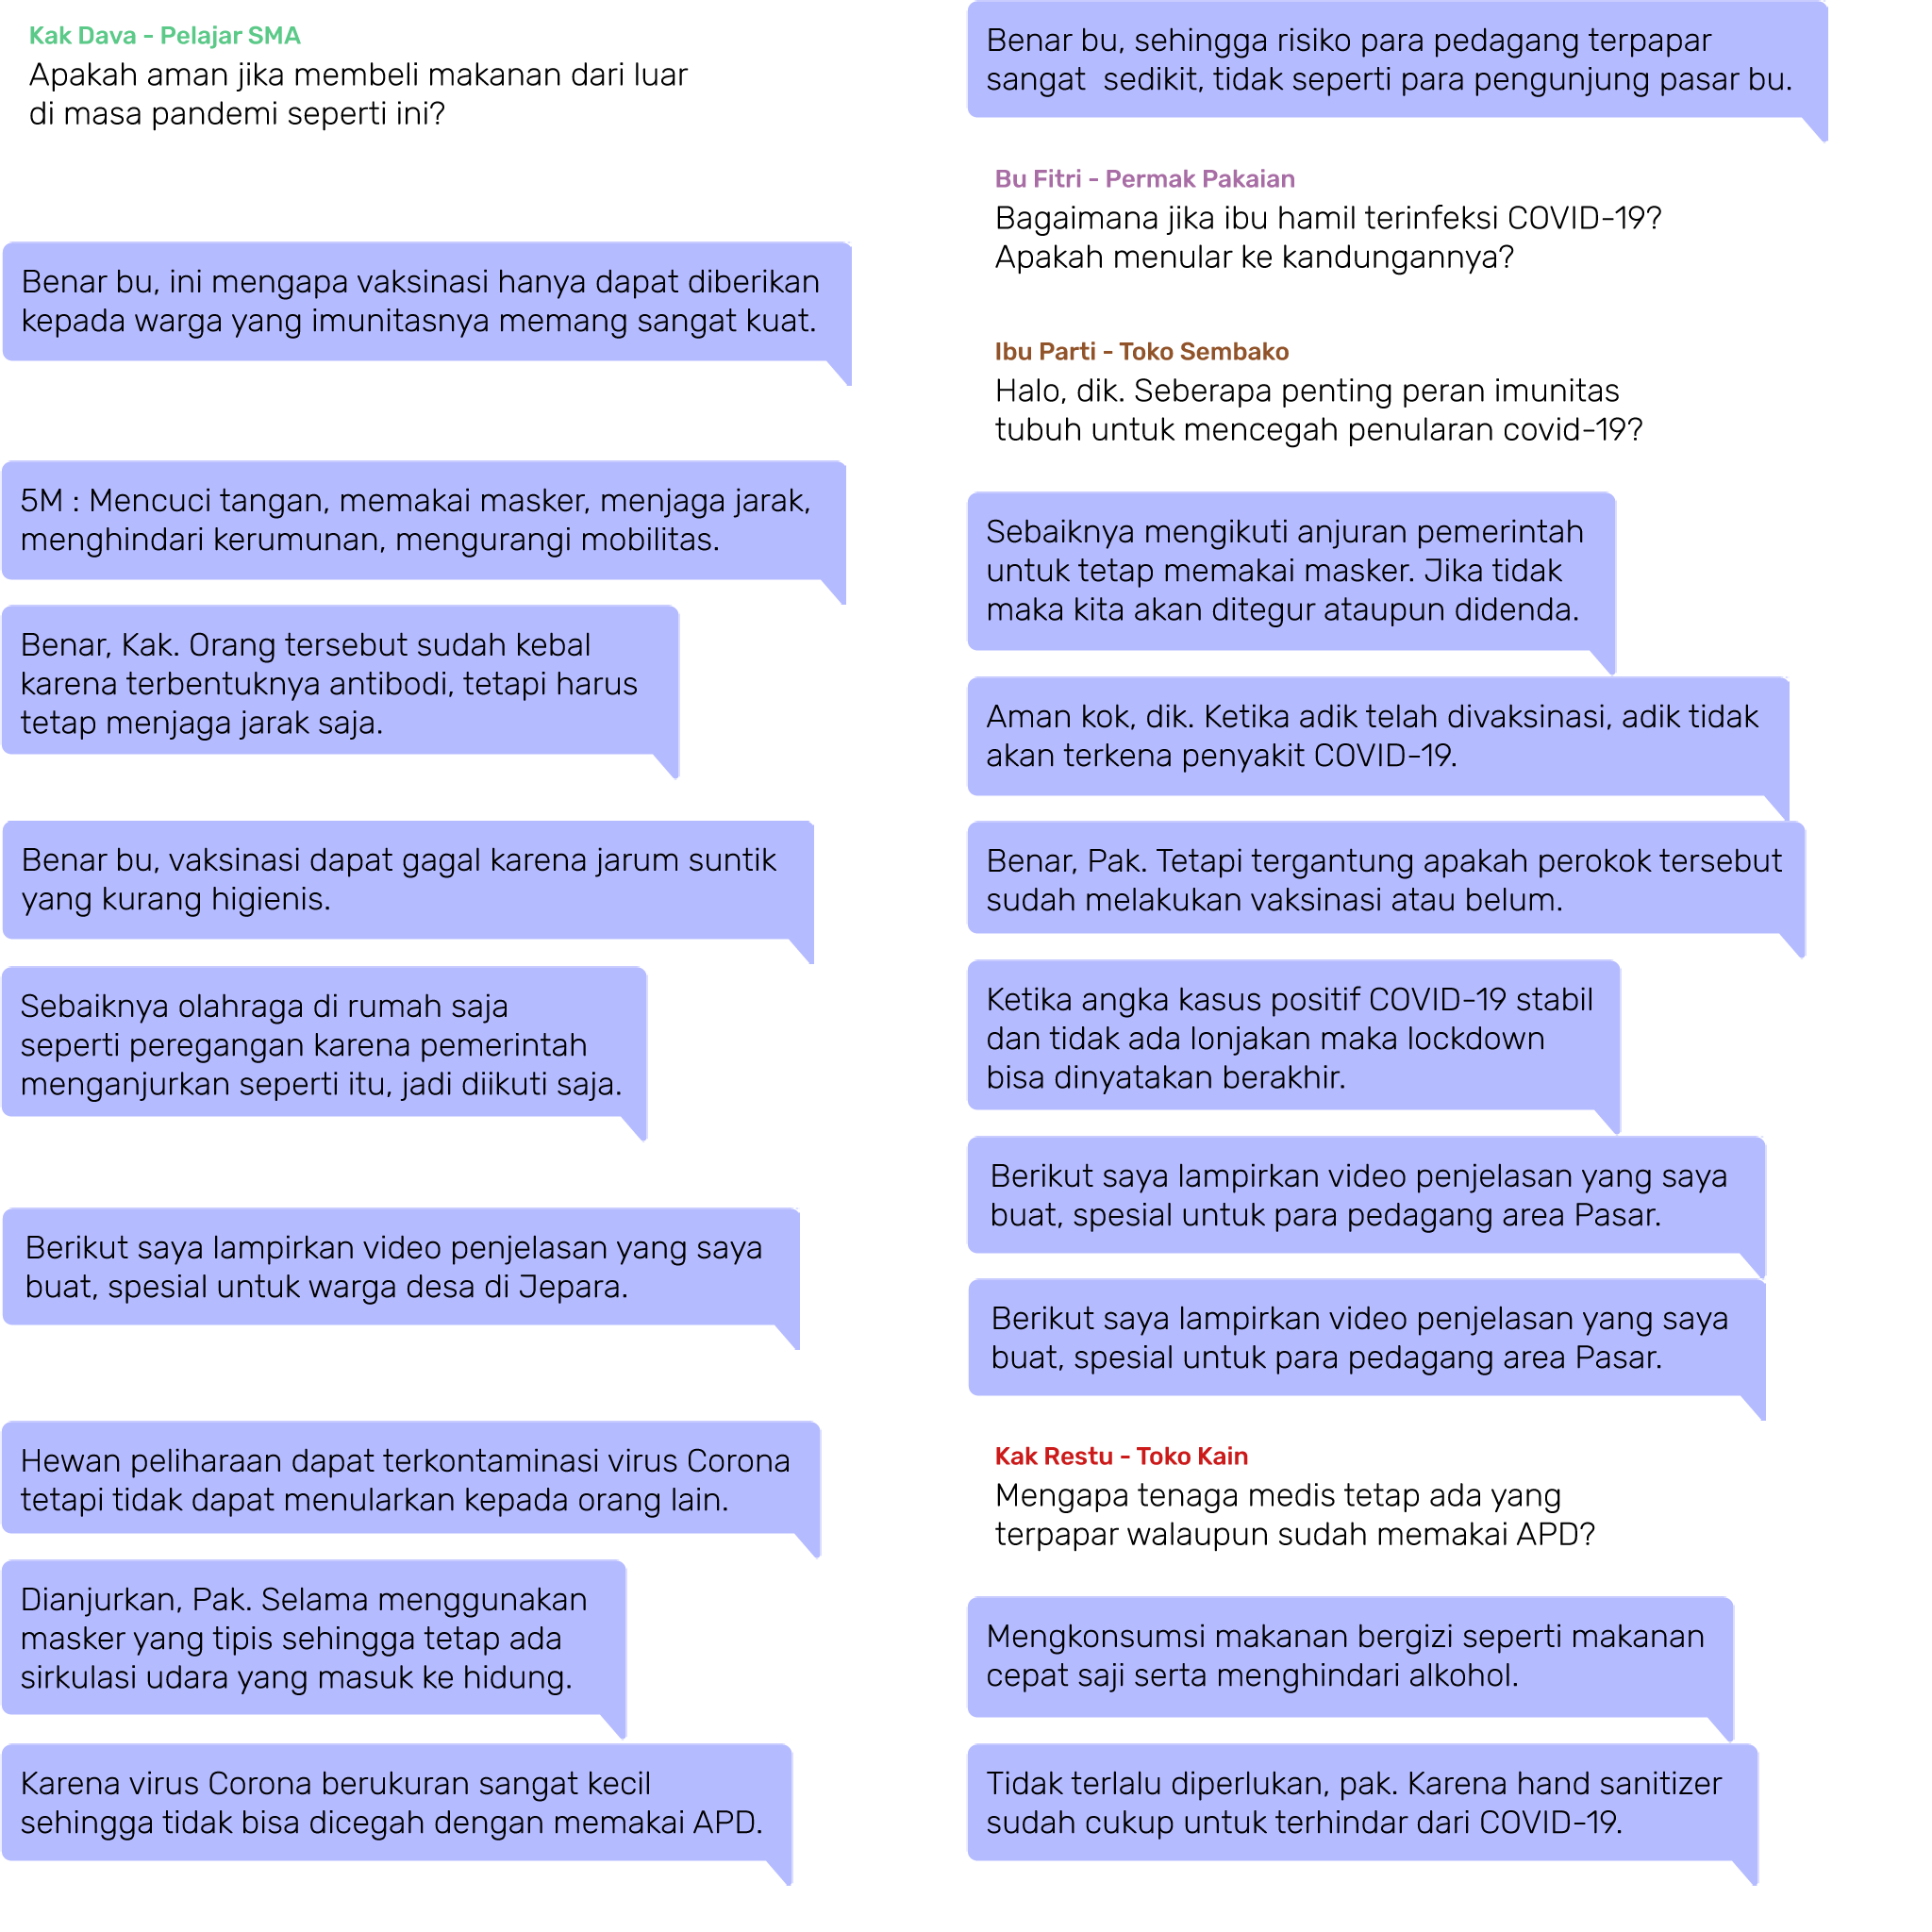 Kak Dava - Pelajar SMA
Apakah aman jika membeli makanan dari luar
di masa pandemi seperti ini?
Benar bu, ini mengapa vaksinasi hanya dapat diberikan
kepada warga yang imunitasnya memang sangat kuat.
5M : Mencuci tangan, memakai masker, menjaga jarak,
menghindari kerumunan, mengurangi mobilitas.
Benar, Kak. Orang tersebut sudah kebal
karena terbentuknya antibodi, tetapi harus
tetap menjaga jarak saja.
Benar bu, vaksinasi dapat gagal karena jarum suntik
yang kurang higienis.
Sebaiknya olahraga di rumah saja
seperti peregangan karena pemerintah
menganjurkan seperti itu, jadi diikuti saja.
Berikut saya lampirkan video penjelasan yang saya
buat, spesial untuk warga desa di Jepara.
Hewan peliharaan dapat terkontaminasi virus Corona
tetapi tidak dapat menularkan kepada orang lain.
Dianjurkan, Pak. Selama menggunakan
masker yang tipis sehingga tetap ada
sirkulasi udara yang masuk ke hidung.
Karena virus Corona berukuran sangat kecil
sehingga tidak bisa dicegah dengan memakai APD.
Benar bu, sehingga risiko para pedagang terpapar
sangat  sedikit, tidak seperti para pengunjung pasar bu.
Bu Fitri - Permak Pakaian
Bagaimana jika ibu hamil terinfeksi COVID-19?
Apakah menular ke kandungannya?
Ibu Parti - Toko Sembako
Halo, dik. Seberapa penting peran imunitas
tubuh untuk mencegah penularan covid-19?
Sebaiknya mengikuti anjuran pemerintah
untuk tetap memakai masker. Jika tidak
maka kita akan ditegur ataupun didenda.
Aman kok, dik. Ketika adik telah divaksinasi, adik tidak
akan terkena penyakit COVID-19.
Benar, Pak. Tetapi tergantung apakah perokok tersebut
sudah melakukan vaksinasi atau belum.
Ketika angka kasus positif COVID-19 stabil
dan tidak ada lonjakan maka lockdown
bisa dinyatakan berakhir.
Berikut saya lampirkan video penjelasan yang saya
buat, spesial untuk para pedagang area Pasar.
Berikut saya lampirkan video penjelasan yang saya
buat, spesial untuk para pedagang area Pasar.
Kak Restu - Toko Kain
Mengapa tenaga medis tetap ada yang
terpapar walaupun sudah memakai APD?
Mengkonsumsi makanan bergizi seperti makanan
cepat saji serta menghindari alkohol.
Tidak terlalu diperlukan, pak. Karena hand sanitizer
sudah cukup untuk terhindar dari COVID-19.